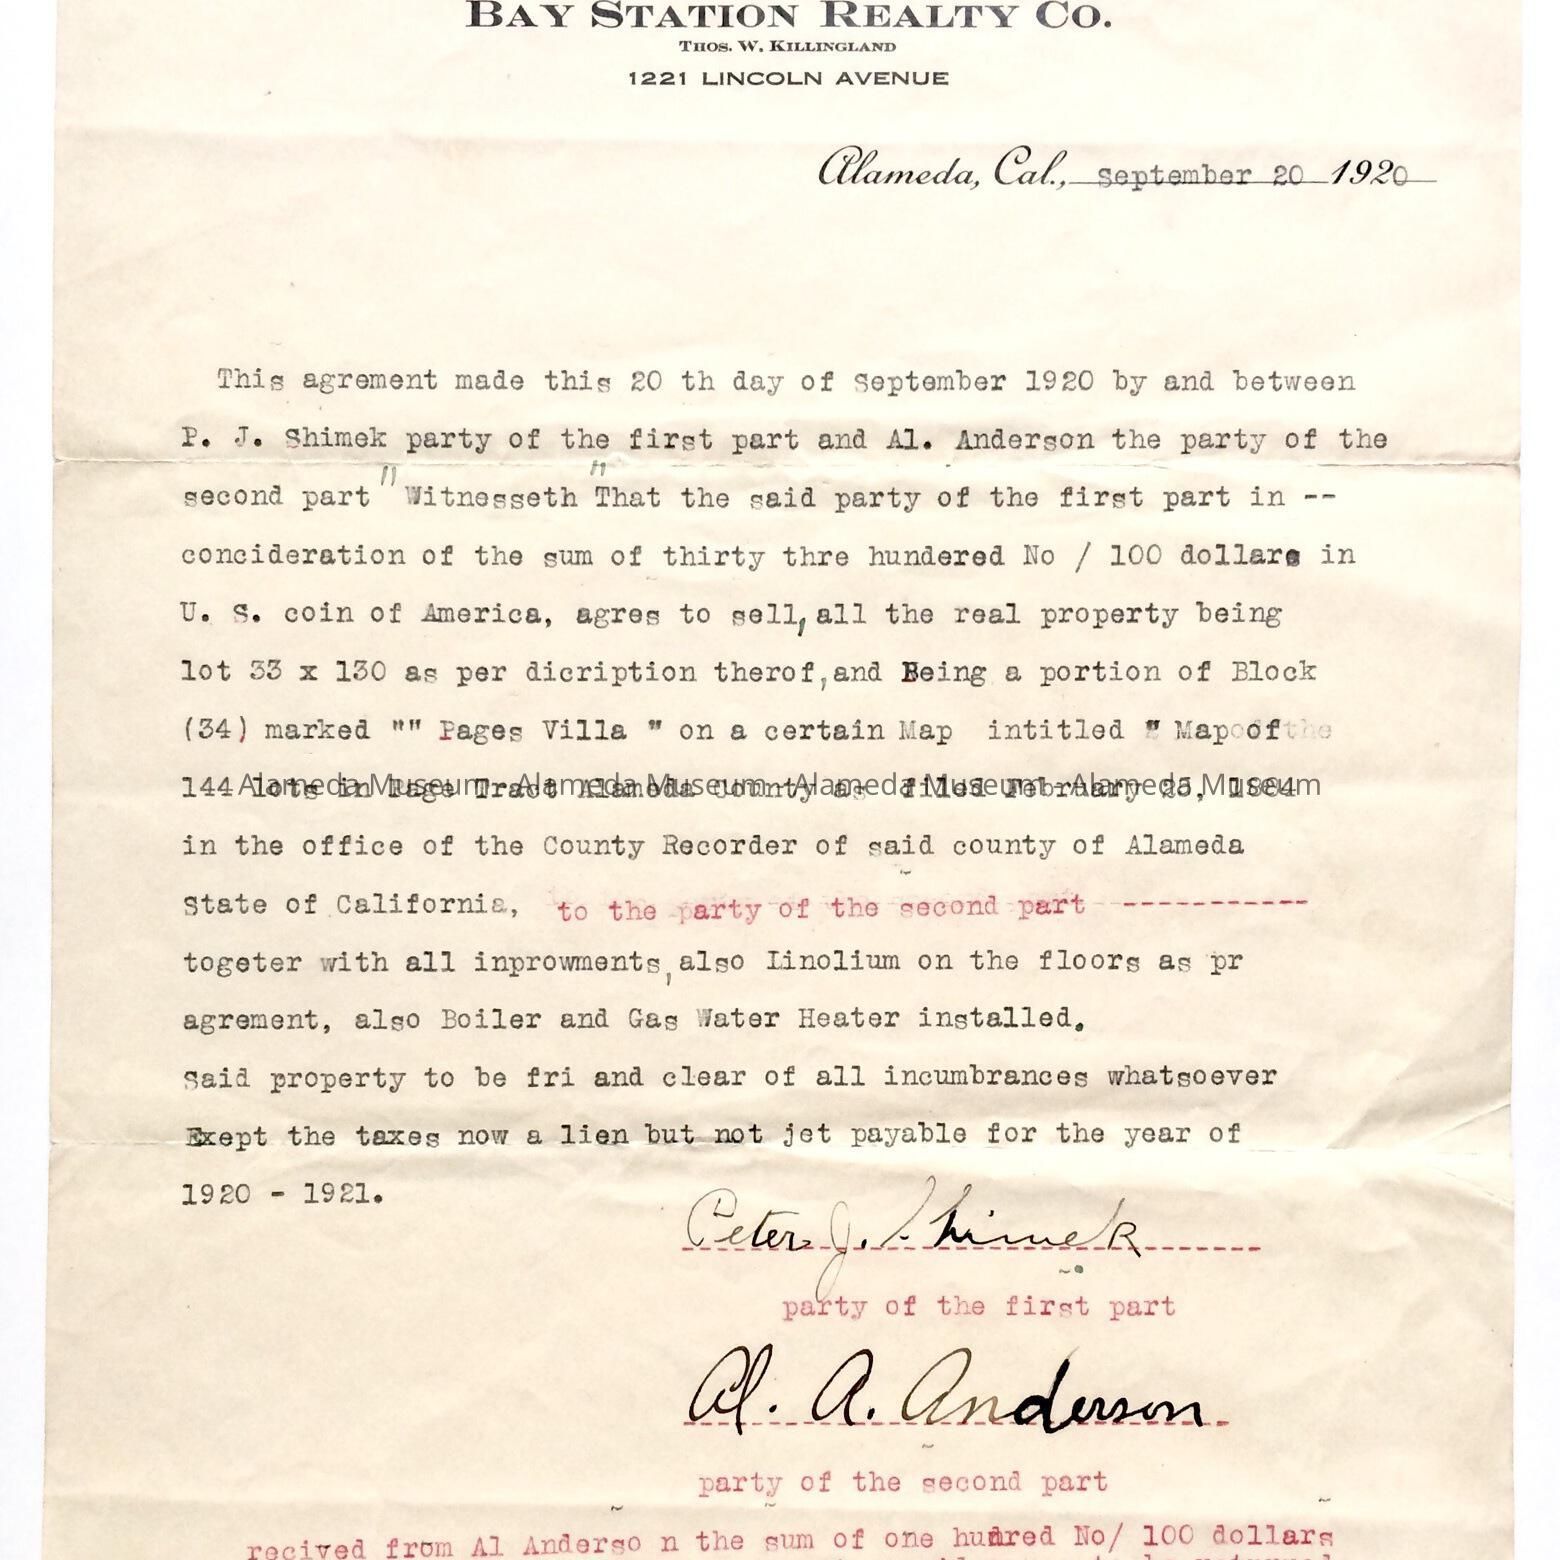 BAY STATION REALTY CO.
THOS. W. KILLINGLAND
1221 LINCOLN AVENUE
Alameda, Cal., September 20 1920
This agrement made this 20 th day of September 1920 by and between
P. J. Shimek party of the first part and Al. Anderson the party of the
second part "Witnesseth" That the said party of the first part in --
concideration of the sum of thirty thre hundered No / 100 dollars in
U. S. coin of America, agres to sell, all the real property being
lot 33 x 130 as per dicription therof, and Being a portion of Block
(34) marked "" Pages Villa " on a certain Map intitled " Map of the
144 lots in Page Tract Alameda County as filed February 25, 1884
Alameda Museum - Alameda Museum - Alameda Museum - Alameda Museum
in the office of the County Recorder of said county of Alameda
State of California, to the party of the second part -----------
togeter with all inprowments, also Linolium on the floors as pr
agrement, also Boiler and Gas Water Heater installed.
Said property to be fri and clear of all incumbrances whatsoever
Exept the taxes now a lien but not jet payable for the year of
1920 - 1921.
Peter J. Shimek
party of the first part
Al. A. Anderson
party of the second part
recived from Al Anderso n the sum of one hundred No/ 100 dollars